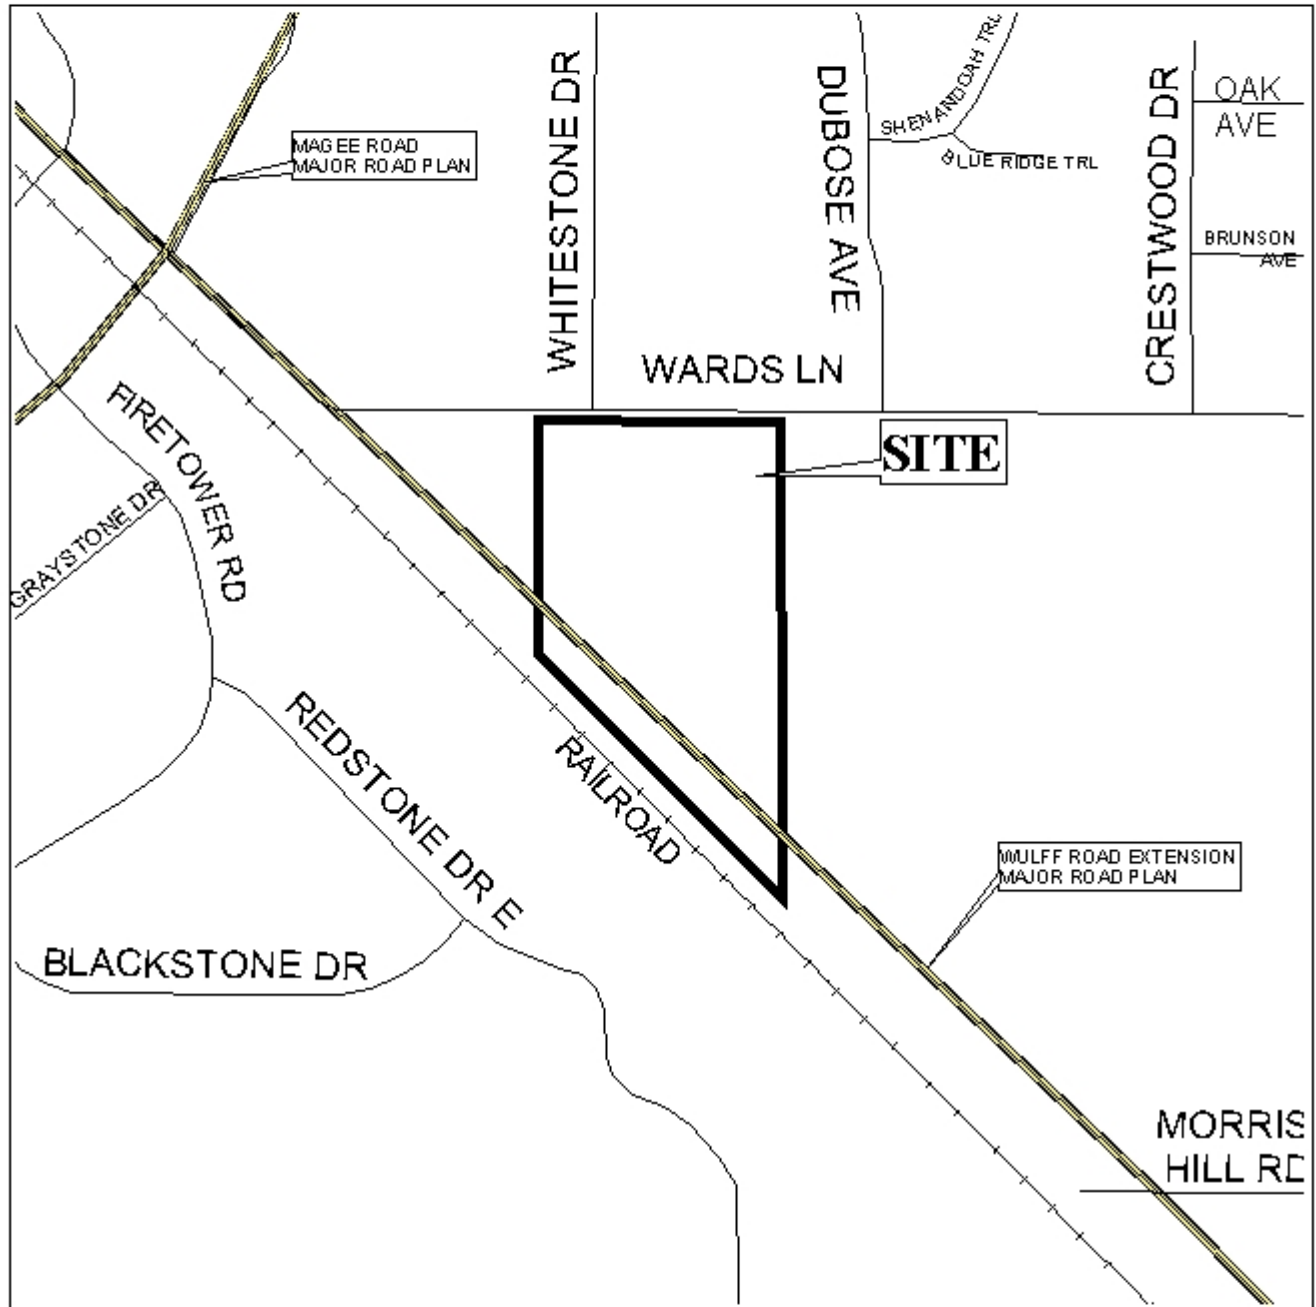 MAGEE ROAD
MAJOR ROAD PLAN
WHITESTONE DR
DUBOSE AVE
SHENANDOAH TRL
BLUE RIDGE TRL
CRESTWOOD DR
OAK
AVE
BRUNSON
AVE
WARDS LN
SITE
FIRETOWER RD
GRAYSTONE DR
REDSTONE DR E
RAILROAD
WULFF ROAD EXTENSION
MAJOR ROAD PLAN
BLACKSTONE DR
MORRIS
HILL RD